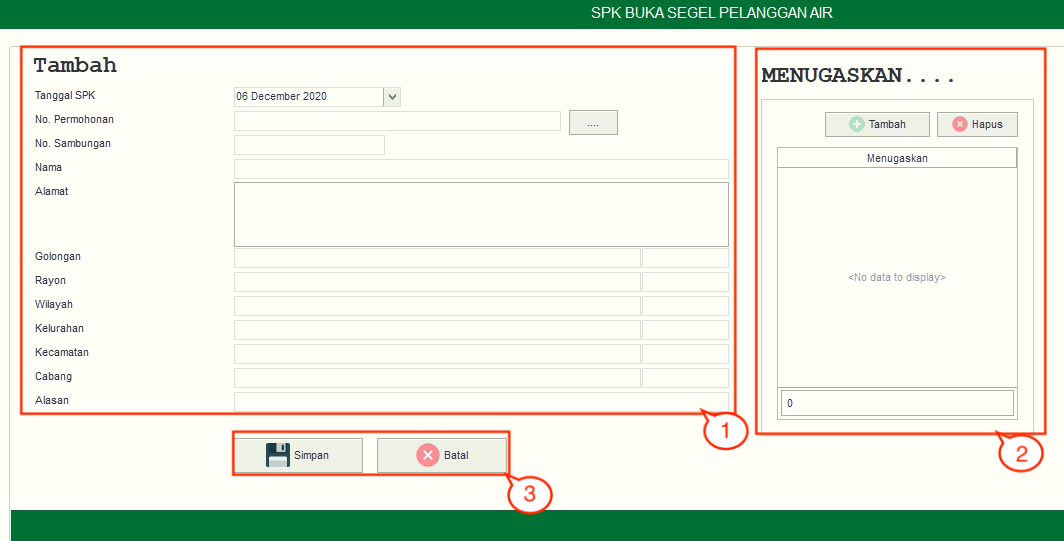 SPK BUKA SEGEL PELANGGAN AIR
Tambah
Tanggal SPK
06 December 2020
No. Permohonan
....
No. Sambungan
Nama
Alamat
Golongan
Rayon
Wilayah
Kelurahan
Kecamatan
Cabang
Alasan
1
MENUGASKAN....
Tambah
Hapus
Menugaskan
<No data to display>
0
2
Simpan
Batal
3